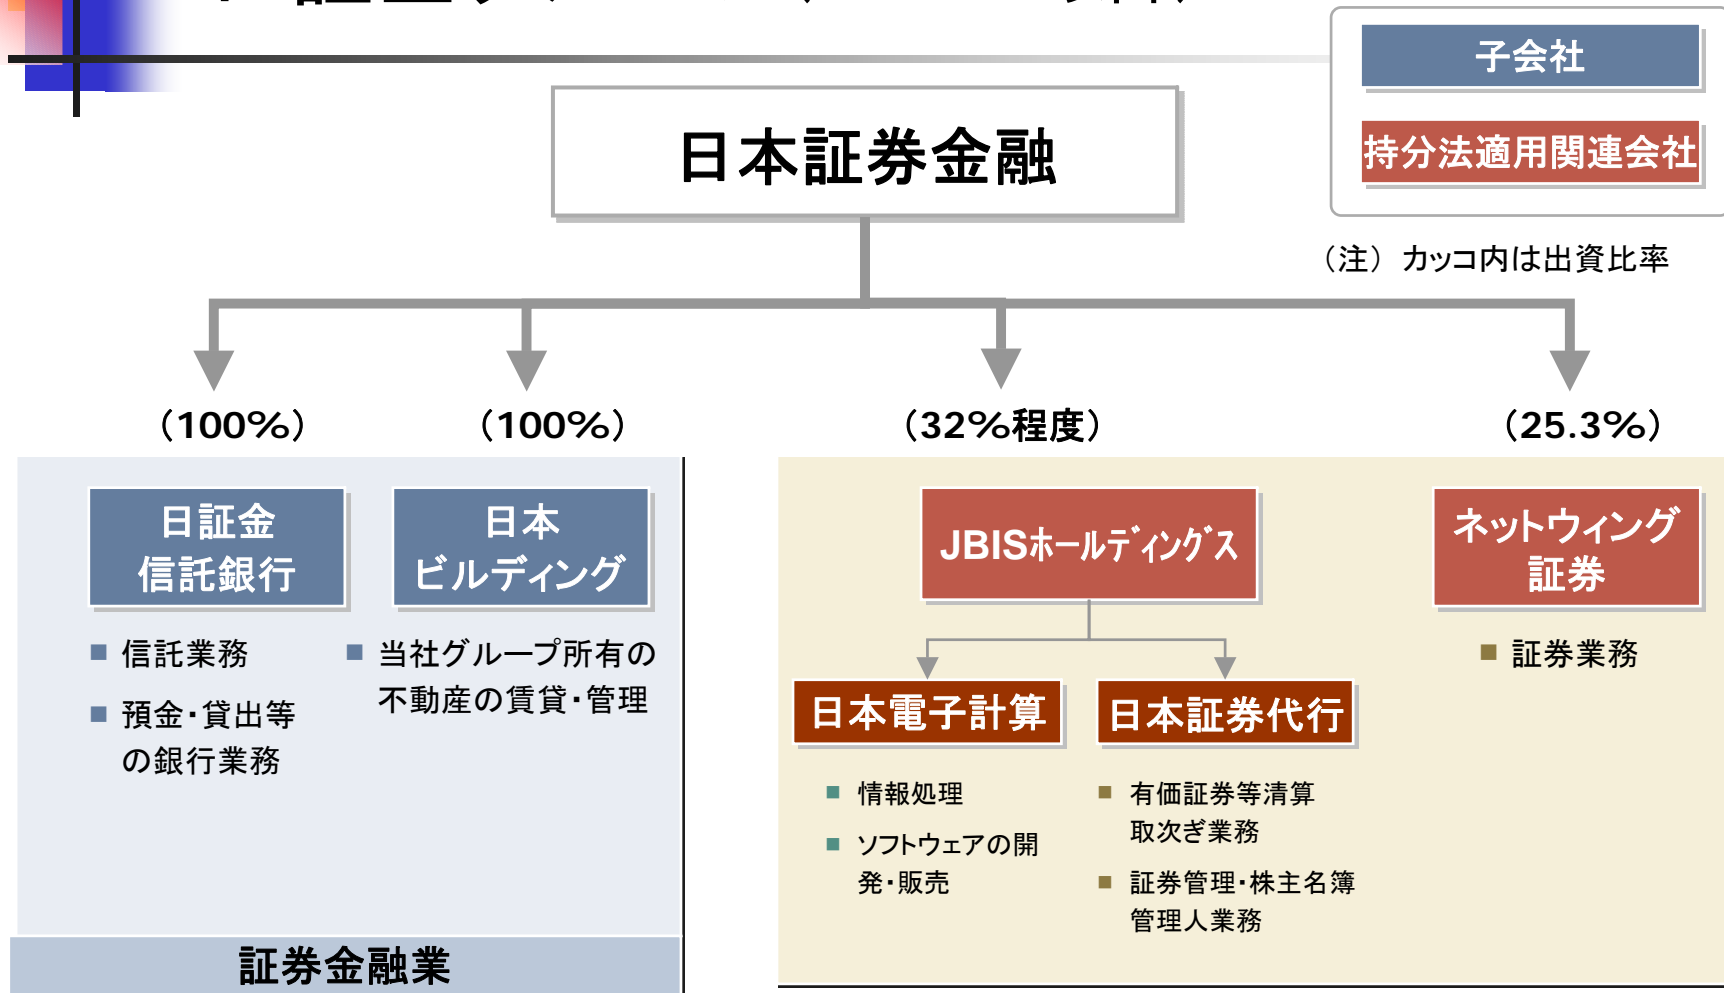 子会社
持分法適用関連会社
日本証券金融
（注） カッコ内は出資比率
（100%）
（100%）
（32%程度）
（25.3%）
日証金
信託銀行
日本
ビルディング
JBISホールディングス
ネットウィング
証券
信託業務
預金・貸出等
の銀行業務
当社グループ所有の
不動産の賃貸・管理
証券業務
日本電子計算
日本証券代行
情報処理
ソフトウェアの開
発・販売
有価証券等清算
取次ぎ業務
証券管理・株主名簿
管理人業務
証券金融業